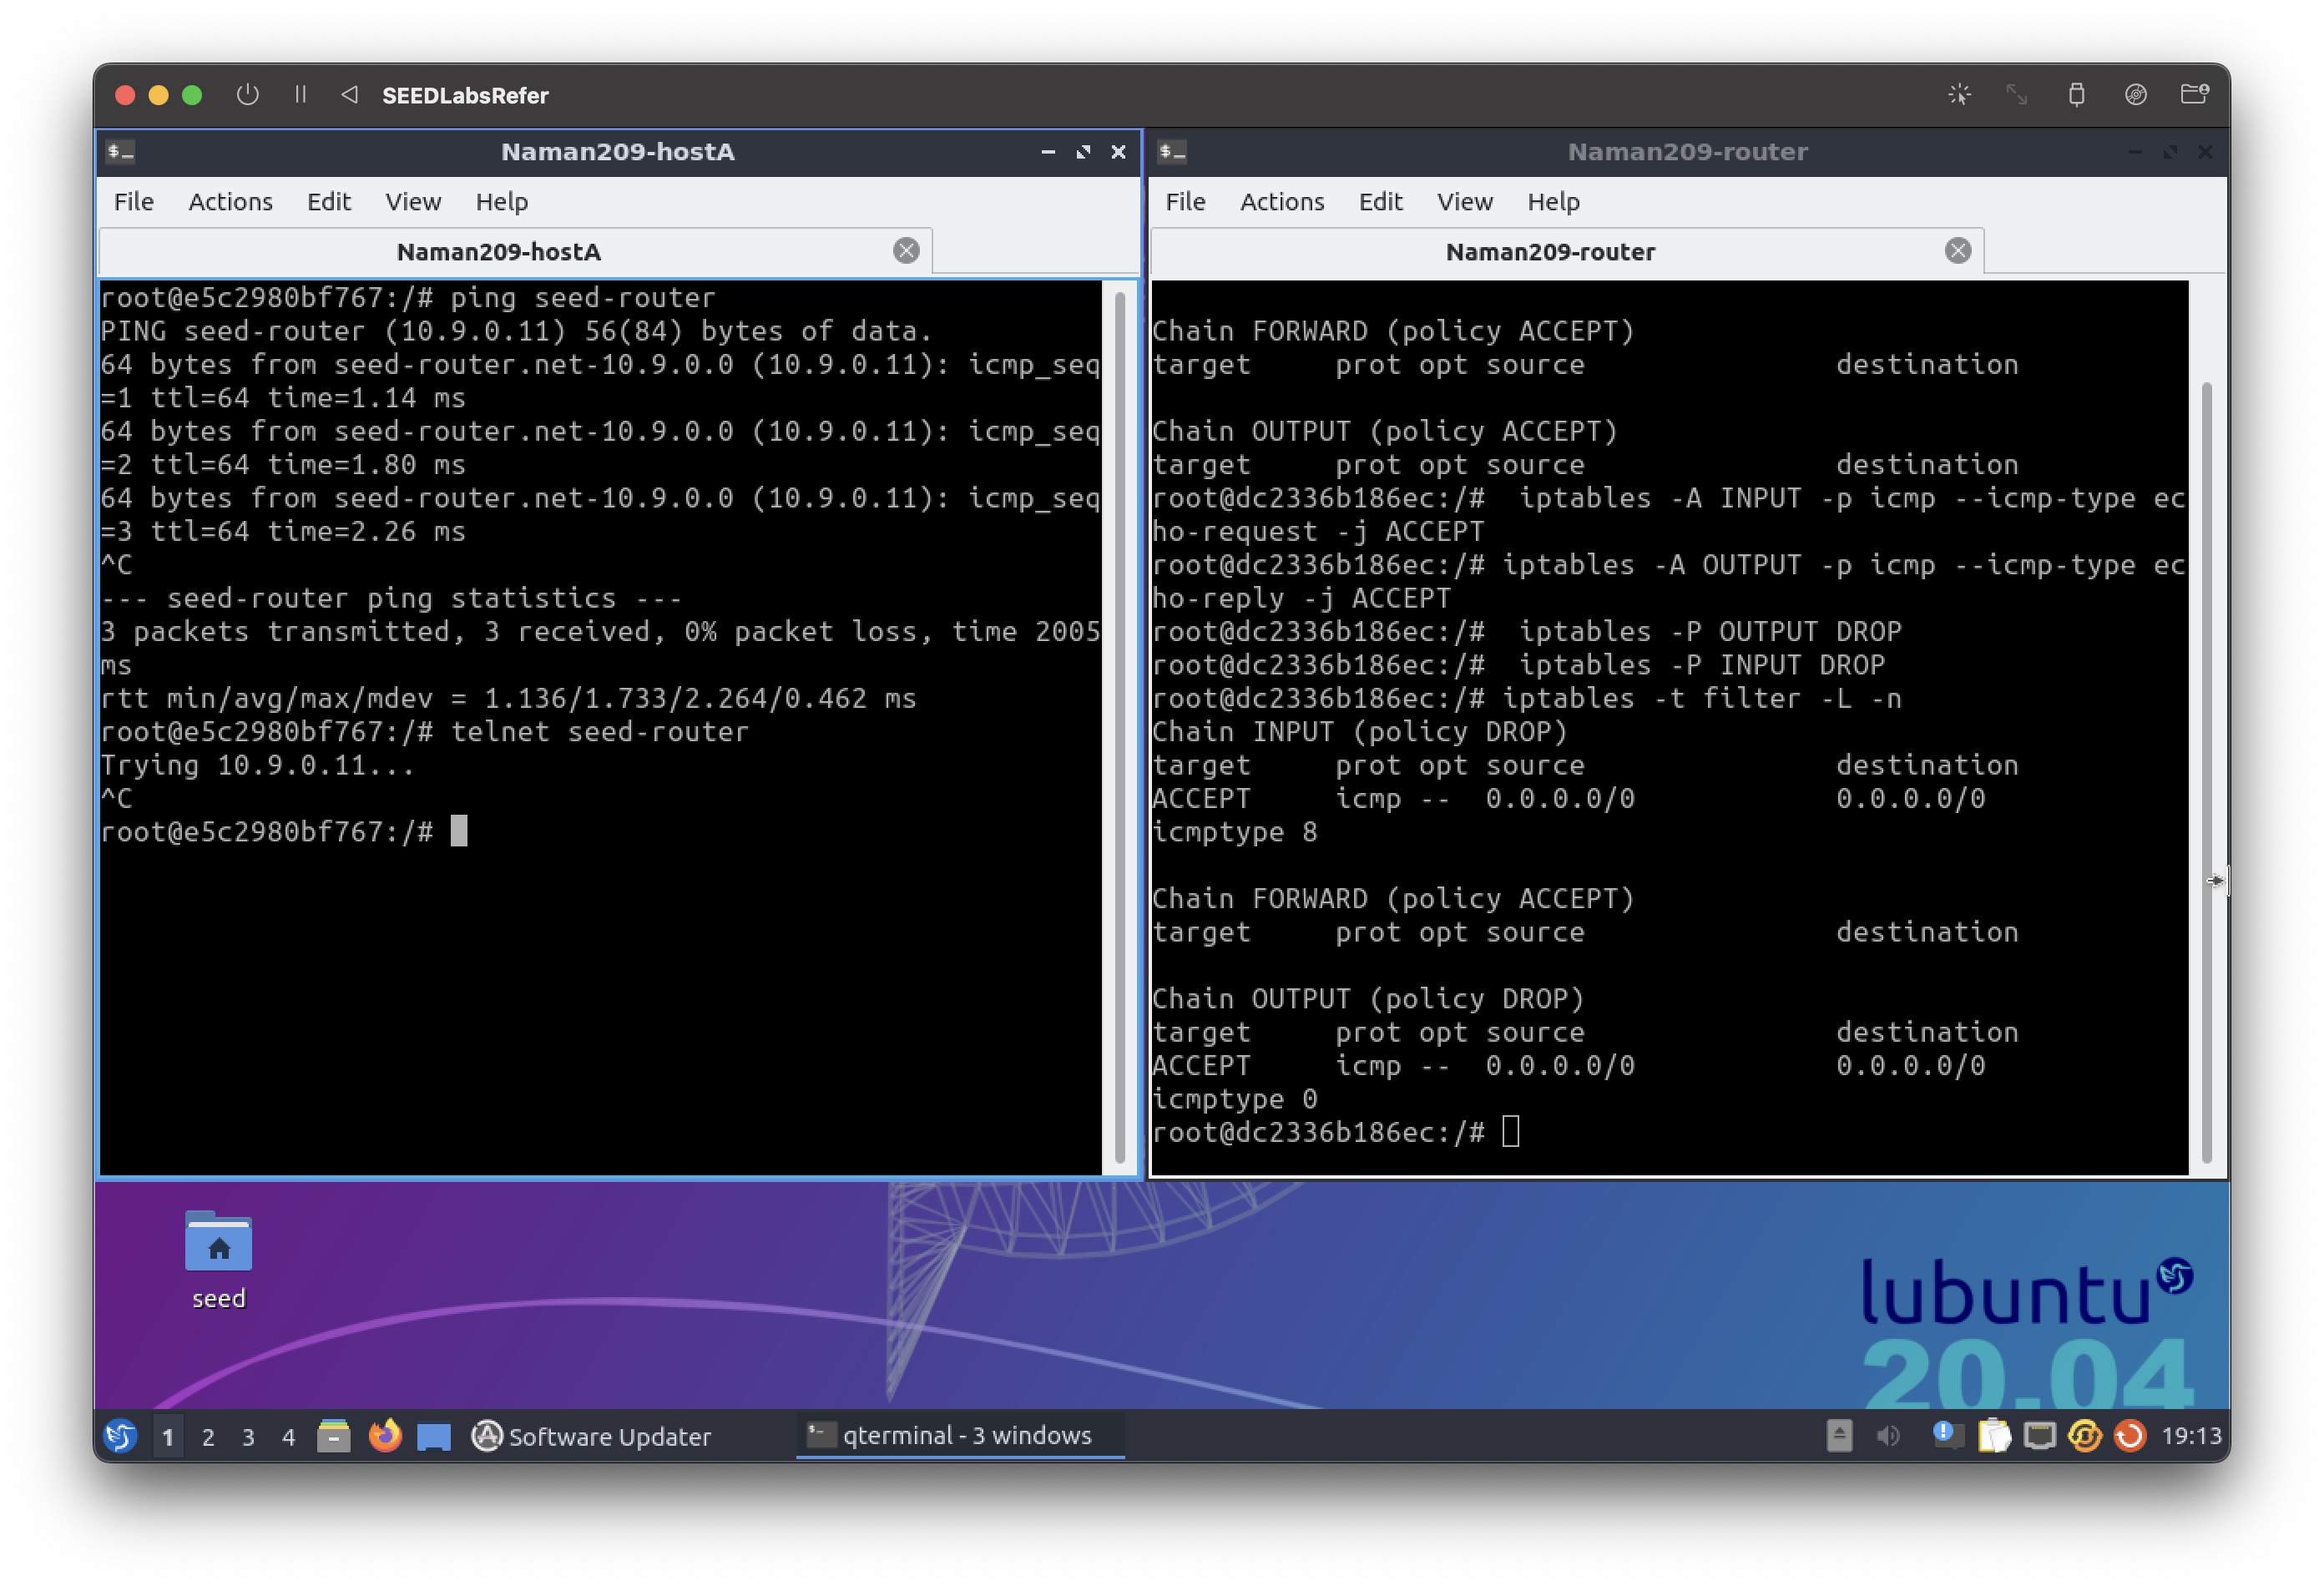 SEEDLabsRefer
Naman209-hostA
File Actions Edit View Help
Naman209-hostA
root@e5c2980bf767:/# ping seed-router
PING seed-router (10.9.0.11) 56(84) bytes of data.
64 bytes from seed-router.net-10.9.0.0 (10.9.0.11): icmp_seq
=1 ttl=64 time=1.14 ms
64 bytes from seed-router.net-10.9.0.0 (10.9.0.11): icmp_seq
=2 ttl=64 time=1.80 ms
64 bytes from seed-router.net-10.9.0.0 (10.9.0.11): icmp_seq
=3 ttl=64 time=2.26 ms
^C
--- seed-router ping statistics ---
3 packets transmitted, 3 received, 0% packet loss, time 2005
ms
rtt min/avg/max/mdev = 1.136/1.733/2.264/0.462 ms
root@e5c2980bf767:/# telnet seed-router
Trying 10.9.0.11...
^C
root@e5c2980bf767:/#
Naman209-router
File Actions Edit View Help
Naman209-router
Chain FORWARD (policy ACCEPT)
target     prot opt source               destination
Chain OUTPUT (policy ACCEPT)
target     prot opt source               destination
root@dc2336b186ec:/#  iptables -A INPUT -p icmp --icmp-type ec
ho-request -j ACCEPT
root@dc2336b186ec:/# iptables -A OUTPUT -p icmp --icmp-type ec
ho-reply -j ACCEPT
root@dc2336b186ec:/#  iptables -P OUTPUT DROP
root@dc2336b186ec:/#  iptables -P INPUT DROP
root@dc2336b186ec:/# iptables -t filter -L -n
Chain INPUT (policy DROP)
target     prot opt source               destination
ACCEPT     icmp --  0.0.0.0/0            0.0.0.0/0
icmptype 8
Chain FORWARD (policy ACCEPT)
target     prot opt source               destination
Chain OUTPUT (policy DROP)
target     prot opt source               destination
ACCEPT     icmp --  0.0.0.0/0            0.0.0.0/0
icmptype 0
root@dc2336b186ec:/#
seed
lubuntu
20.04
1 2 3 4 Software Updater qterminal - 3 windows 19:13